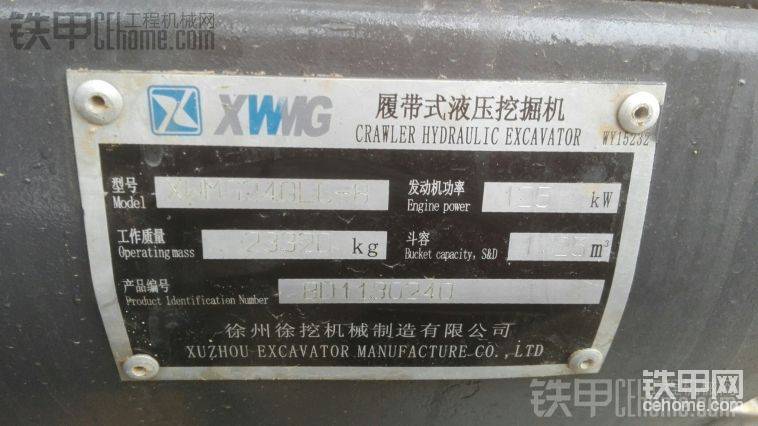 铁甲 工程机械网
CEhome.com
XWMG 履带式液压挖掘机
CRAWLER HYDRAULIC EXCAVATOR WY15232
型号
Model
发动机功率
Engine power kW
工作质量
Operating mass kg
斗容
Bucket capacity, S&D m³
产品编号
Product Identification Number
徐州徐挖机械制造有限公司
XUZHOU EXCAVATOR MANUFACTURE CO.,LTD
铁甲网
cehome.com